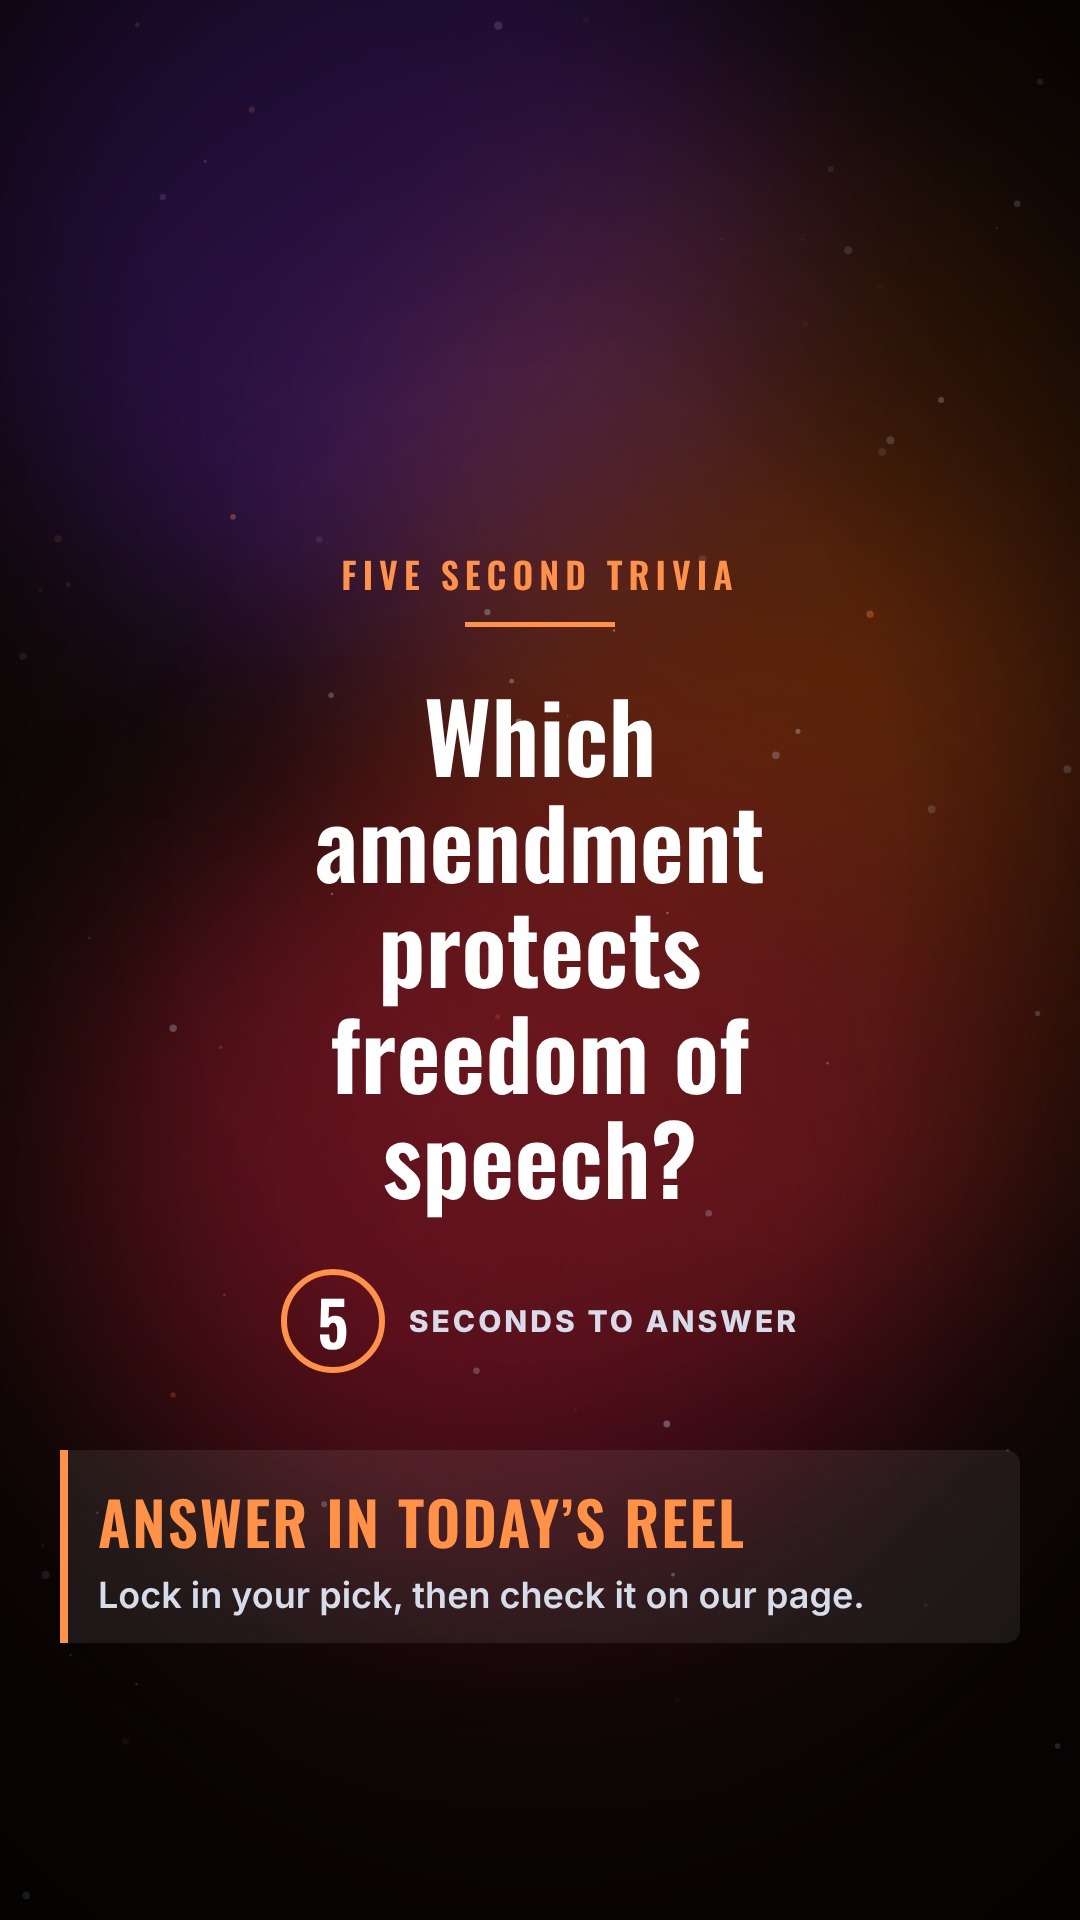 FIVE SECOND TRIVIA
Which
amendment
protects
freedom of
speech?
5 SECONDS TO ANSWER
ANSWER IN TODAY’S REEL
Lock in your pick, then check it on our page.